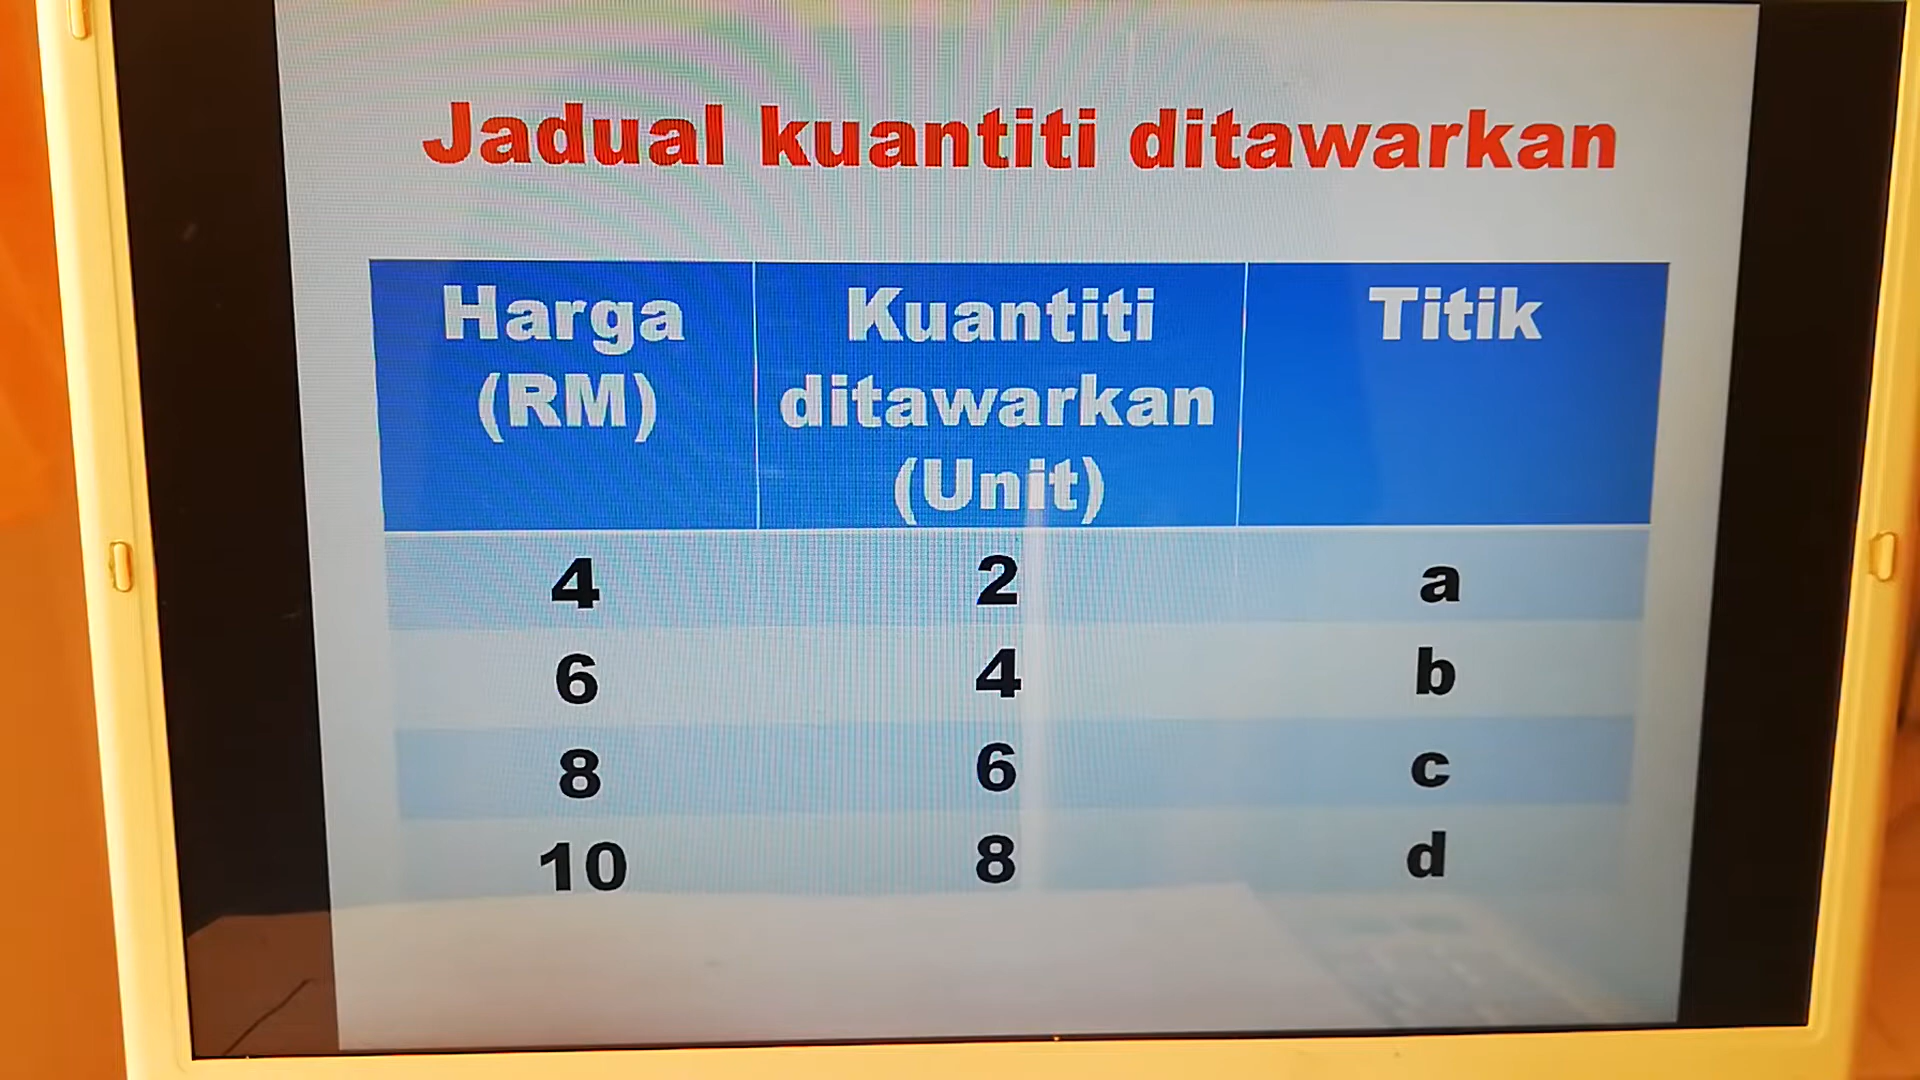 Jadual kuantiti ditawarkan
Harga (RM) Kuantiti ditawarkan (Unit) Titik
4 2 a
6 4 b
8 6 c
10 8 d